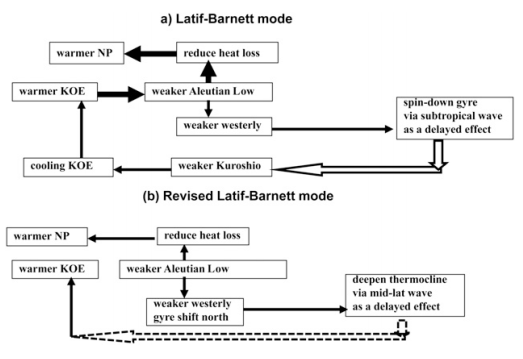 a) Latif-Barnett mode
warmer NP
reduce heat loss
warmer KOE
weaker Aleutian Low
weaker westerly
spin-down gyre
via subtropical wave
as a delayed effect
cooling KOE
weaker Kuroshio
(b) Revised Latif-Barnett mode
warmer NP
reduce heat loss
warmer KOE
weaker Aleutian Low
weaker westerly
gyre shift north
deepen thermocline
via mid-lat wave
as a delayed effect